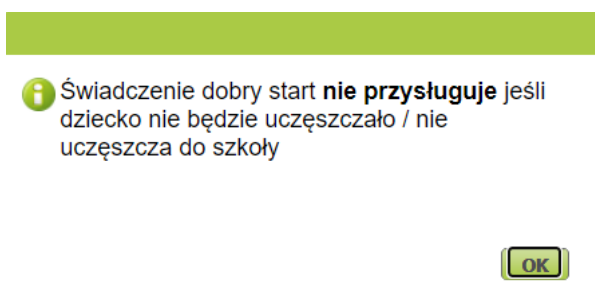 Świadczenie dobry start nie przysługuje jeśli
dziecko nie będzie uczęszczało / nie
uczęszcza do szkoły
OK